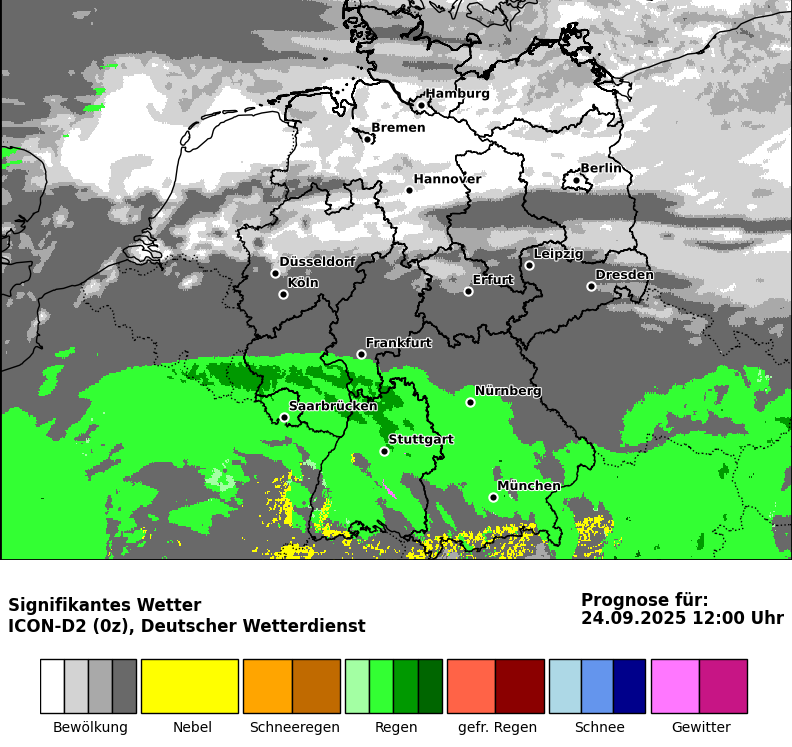 Hamburg
Bremen
Berlin
Hannover
Düsseldorf
Leipzig
Köln
Erfurt
Dresden
Frankfurt
Nürnberg
Saarbrücken
Stuttgart
München
Signifikantes Wetter
ICON-D2 (0z), Deutscher Wetterdienst
Prognose für:
24.09.2025 12:00 Uhr
Bewölkung
Nebel
Schneeregen
Regen
gefr. Regen
Schnee
Gewitter